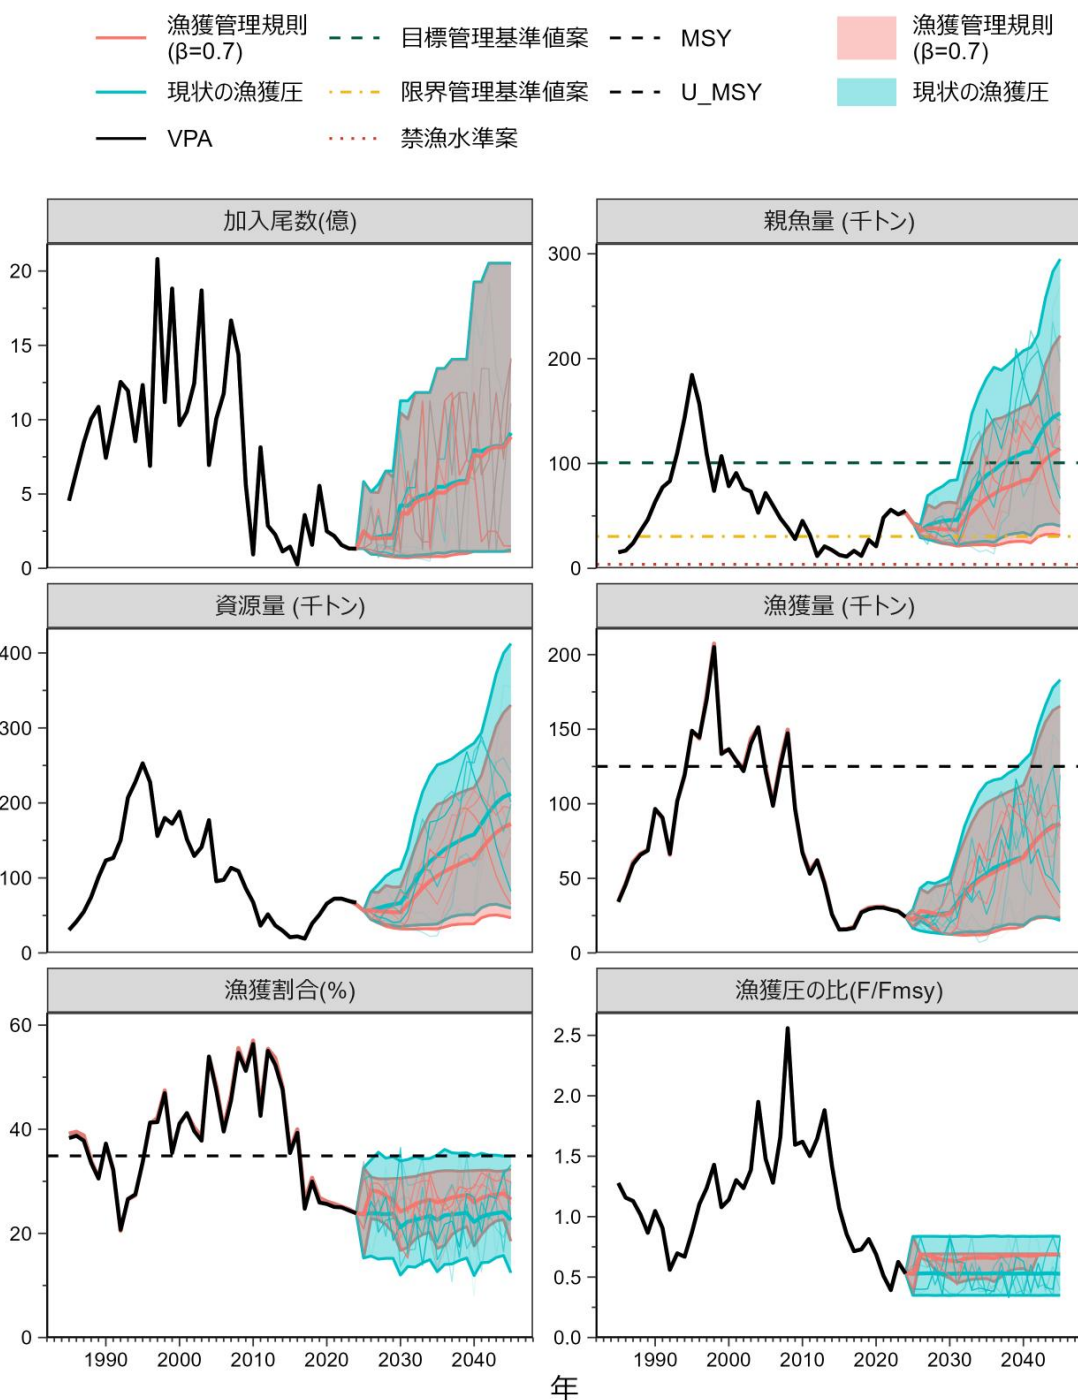 漁獲管理規則
(β=0.7)
目標管理基準値案
MSY
漁獲管理規則
(β=0.7)
現状の漁獲圧
限界管理基準値案
U_MSY
現状の漁獲圧
VPA
禁漁水準案
加入尾数(億)
20
15
10
5
0
親魚量 (千トン)
300
200
100
0
資源量 (千トン)
400
300
200
100
0
漁獲量 (千トン)
200
150
100
50
0
漁獲割合(%)
60
40
20
0
1990 2000 2010 2020 2030 2040
漁獲圧の比(F/Fmsy)
2.5
2.0
1.5
1.0
0.5
0.0
1990 2000 2010 2020 2030 2040
年